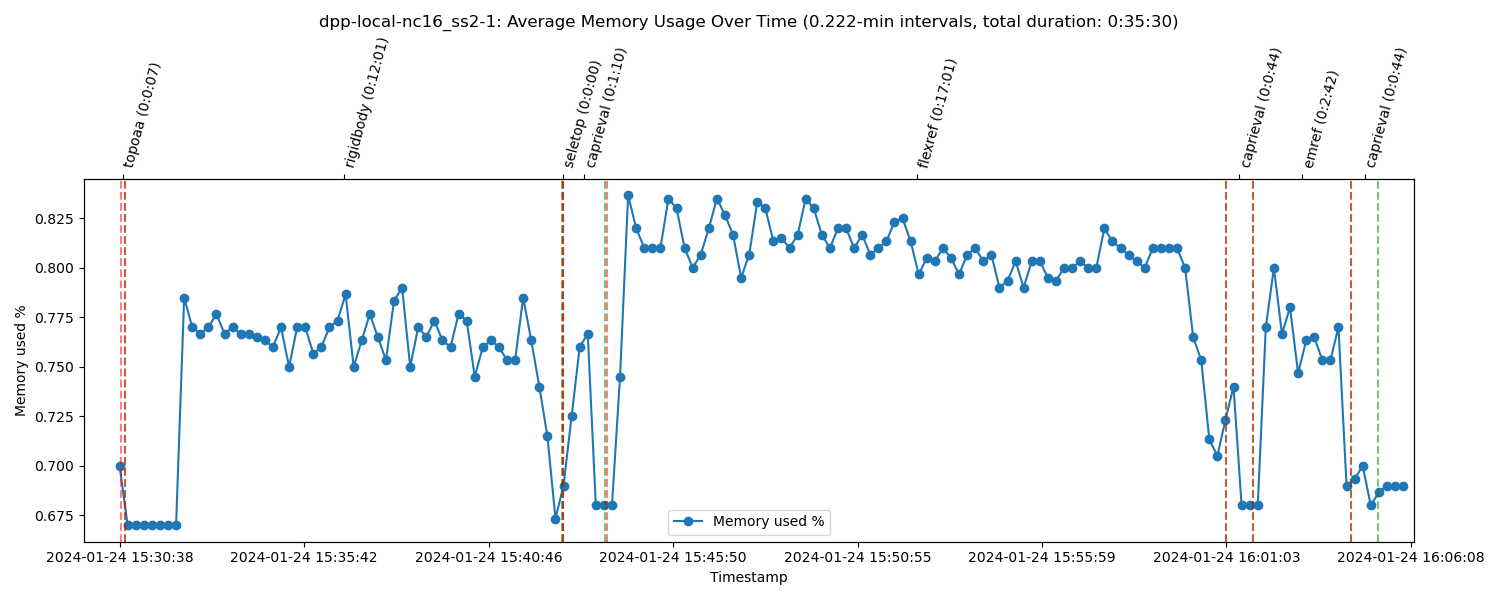 dpp-local-nc16_ss2-1: Average Memory Usage Over Time (0.222-min intervals, total duration: 0:35:30)
topoaa (0:0:07)
rigidbody (0:12:01)
seletop (0:0:00)
caprieval (0:1:10)
flexref (0:17:01)
caprieval (0:0:44)
emref (0:2:42)
caprieval (0:0:44)
Memory used %
0.825
0.800
0.775
0.750
0.725
0.700
0.675
Memory used %
2024-01-24 15:30:38
2024-01-24 15:35:42
2024-01-24 15:40:46
2024-01-24 15:45:50
2024-01-24 15:50:55
2024-01-24 15:55:59
2024-01-24 16:01:03
2024-01-24 16:06:08
Timestamp